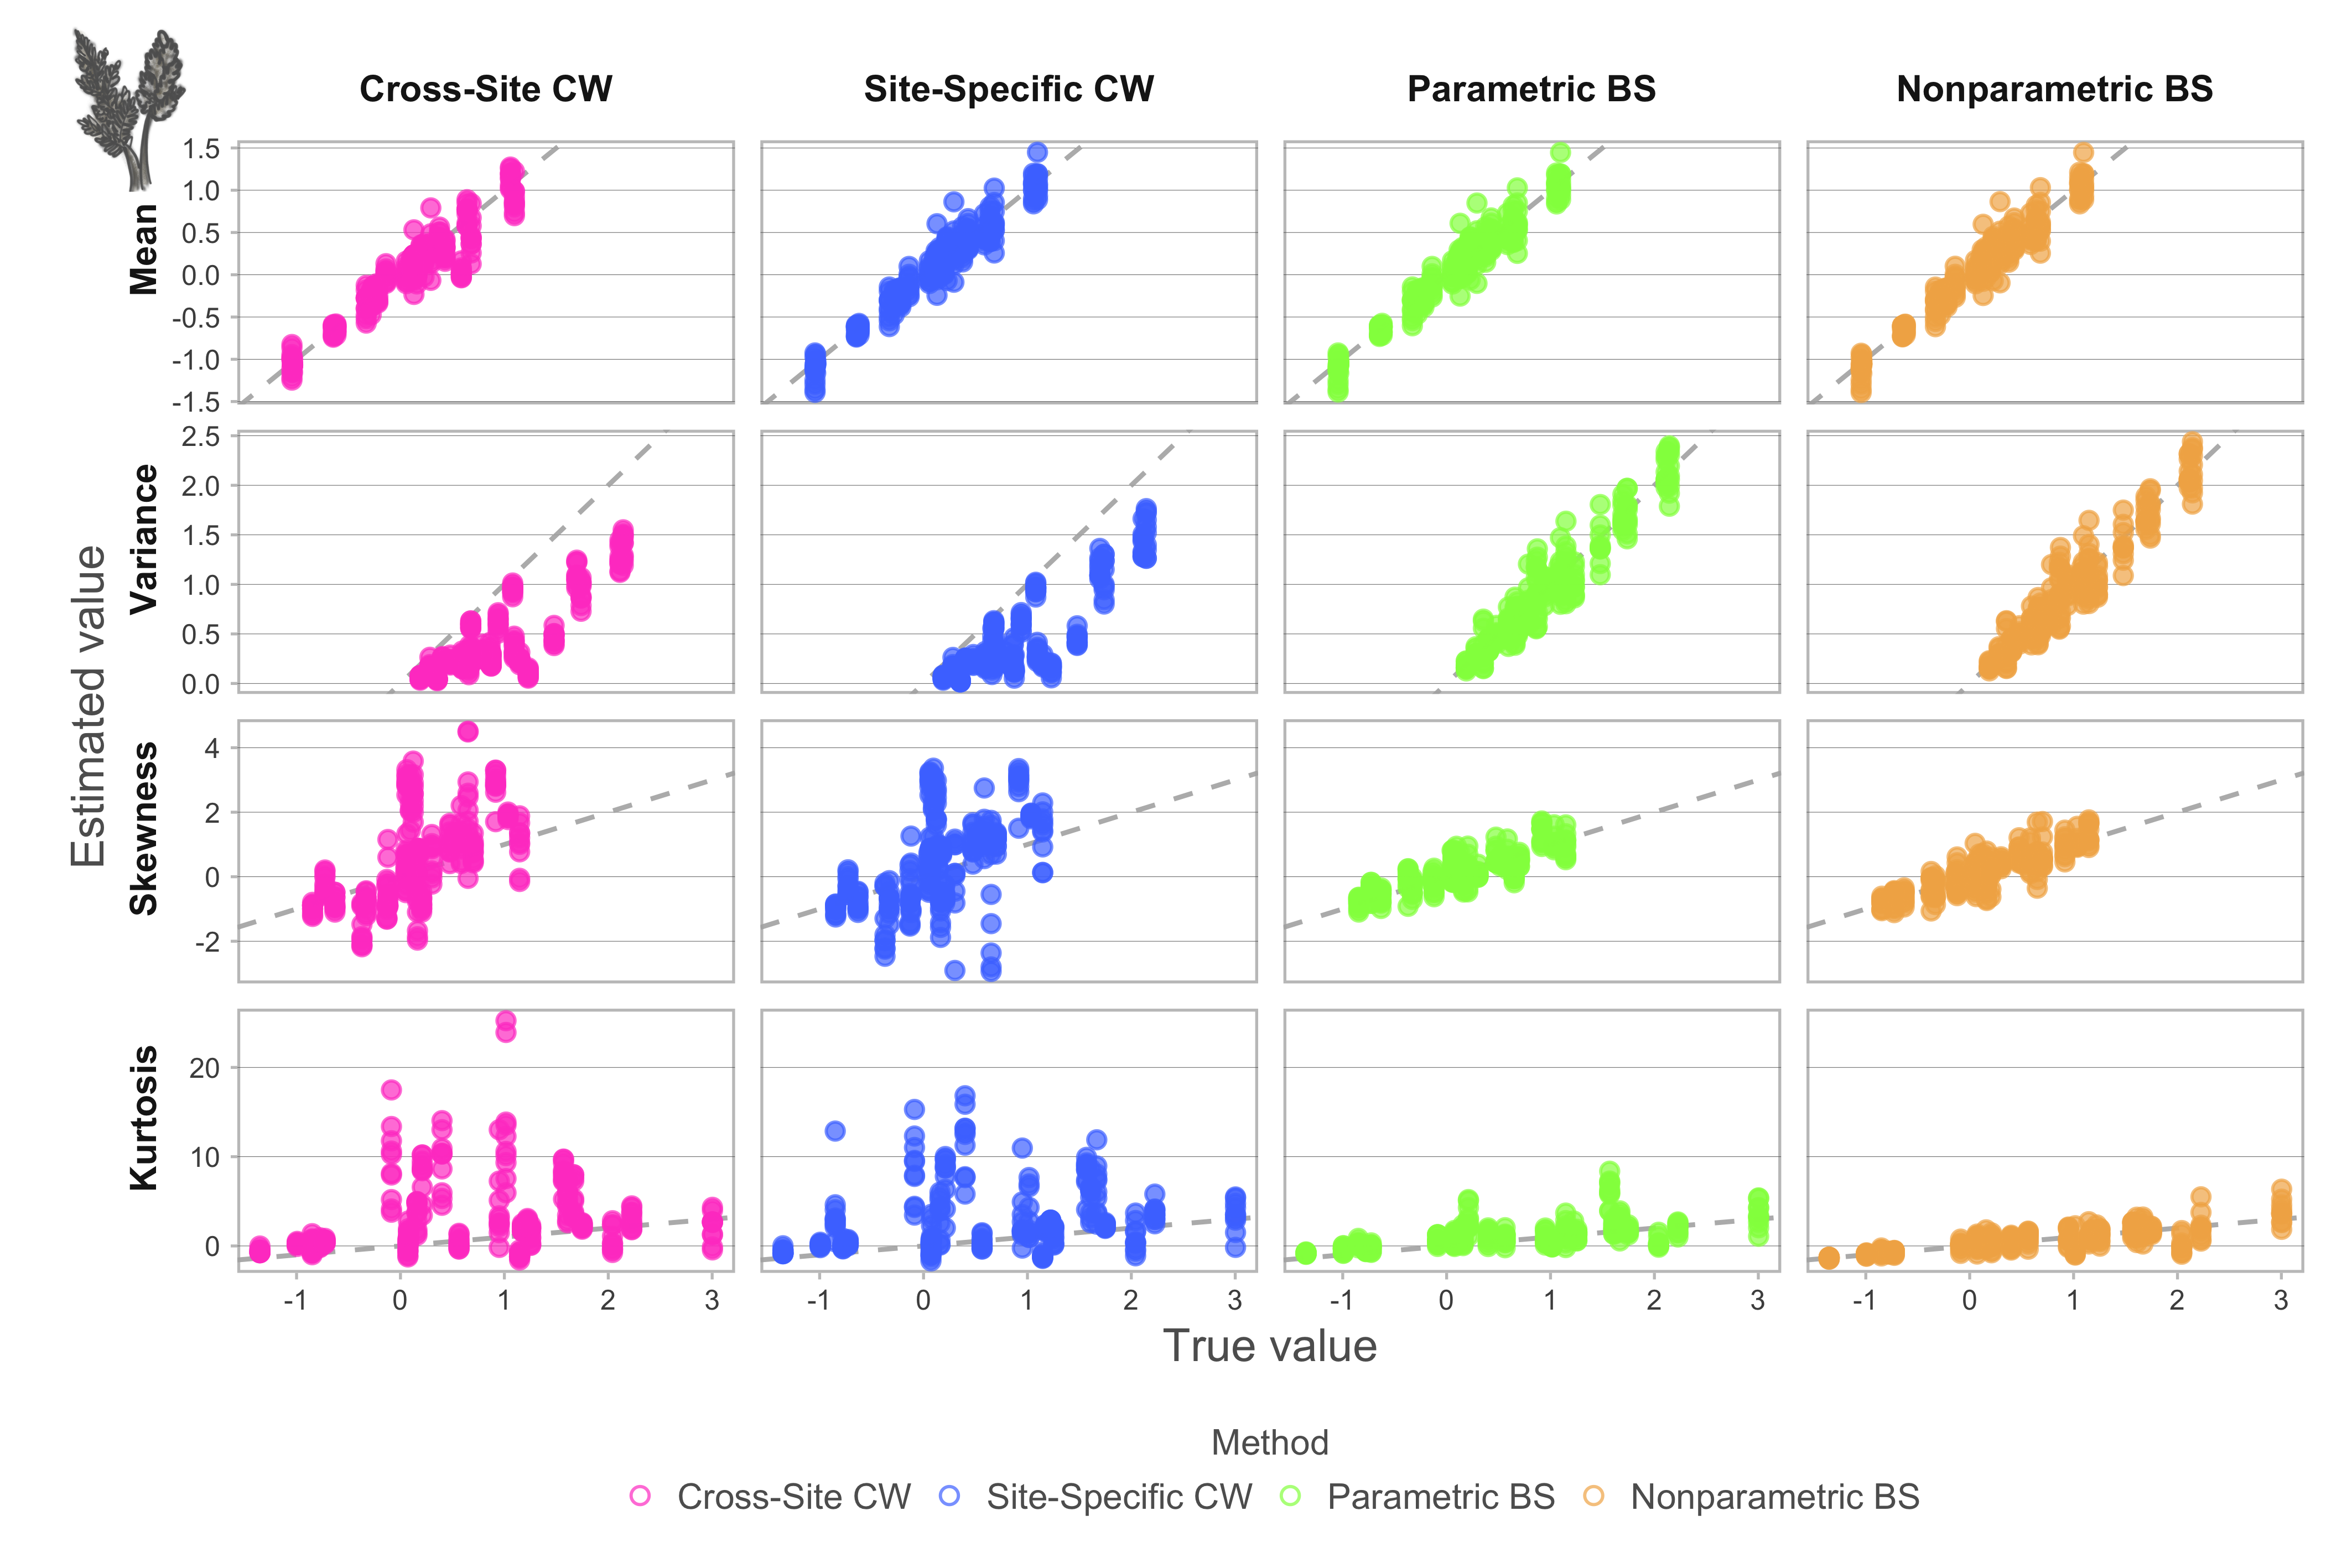 Cross-Site CW Site-Specific CW Parametric BS Nonparametric BS
Estimated value
Mean
1.5
1.0
0.5
0.0
-0.5
-1.0
-1.5
Variance
2.5
2.0
1.5
1.0
0.5
0.0
Skewness
4
2
0
-2
Kurtosis
20
10
0
-1 0 1 2 3 -1 0 1 2 3 -1 0 1 2 3 -1 0 1 2 3
True value
Method
Cross-Site CW Site-Specific CW Parametric BS Nonparametric BS